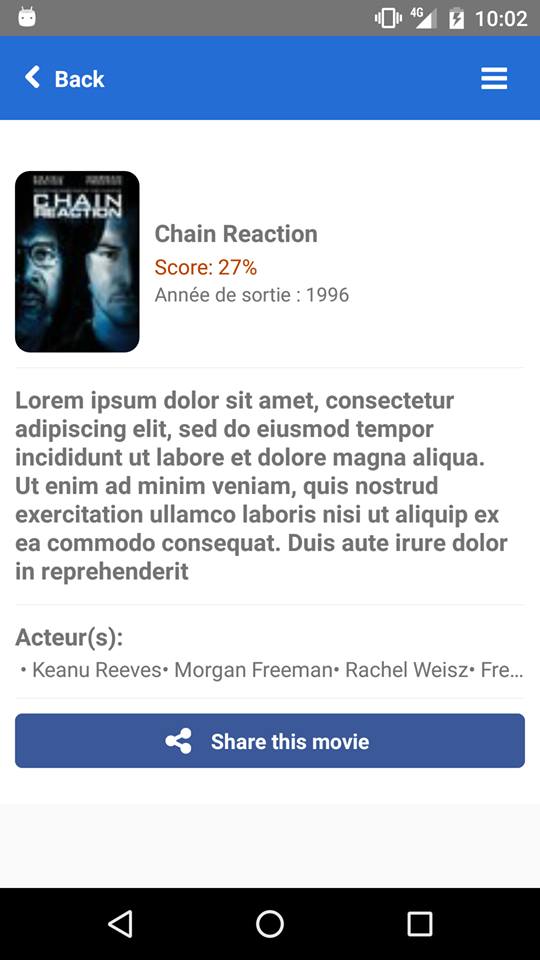 4G 10:02
Back
CHAIN
REACTION
Chain Reaction
Score: 27%
Année de sortie : 1996
Lorem ipsum dolor sit amet, consectetur
adipiscing elit, sed do eiusmod tempor
incididunt ut labore et dolore magna aliqua.
Ut enim ad minim veniam, quis nostrud
exercitation ullamco laboris nisi ut aliquip ex
ea commodo consequat. Duis aute irure dolor
in reprehenderit
Acteur(s):
• Keanu Reeves• Morgan Freeman• Rachel Weisz• Fre...
Share this movie